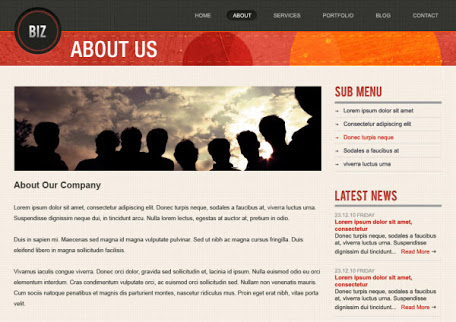 BIZ
HOME ABOUT SERVICES PORTFOLIO BLOG CONTACT
ABOUT US
About Our Company
Lorem ipsum dolor sit amet, consectetur adipiscing elit. Donec turpis neque, sodales a faucibus at, viverra luctus urna.
Suspendisse dignissim neque dui, in tincidunt arcu. Nulla lorem lectus, egestas at auctor at, pretium in odio.
Duis in sapien mi. Maecenas sed magna id magna vulputate pulvinar. Sed ut nibh ac magna cursus fringilla. Duis
eleifend libero in magna sollicitudin facilisis.
Vivamus iaculis congue viverra. Donec orci dolor, gravida sed sollicitudin et, lacinia id ipsum. Nulla euismod odio eu orci
elementum interdum. Cras condimentum vulputate orci, ac euismod orci sollicitudin sed. Nullam non venenatis mauris.
Cum sociis natoque penatibus et magnis dis parturient montes, nascetur ridiculus mus. Proin eget erat nibh, vitae porta
velit.
SUB MENU
→ Lorem ipsum dolor sit amet
→ Consectetur adipiscing elit
→ Donec turpis neque
→ Sodales a faucibus at
→ viverra luctus urna
LATEST NEWS
23.12.10 FRIDAY
Lorem ipsum dolor sit amet,
consectetur
Donec turpis neque, sodales a faucibus
at, viverra luctus urna. Suspendisse
dignissim dui tincidunt... Read More →
23.12.10 FRIDAY
Lorem ipsum dolor sit amet,
consectetur
Donec turpis neque, sodales a faucibus
at, viverra luctus urna. Suspendisse
dignissim dui tincidunt... Read More →